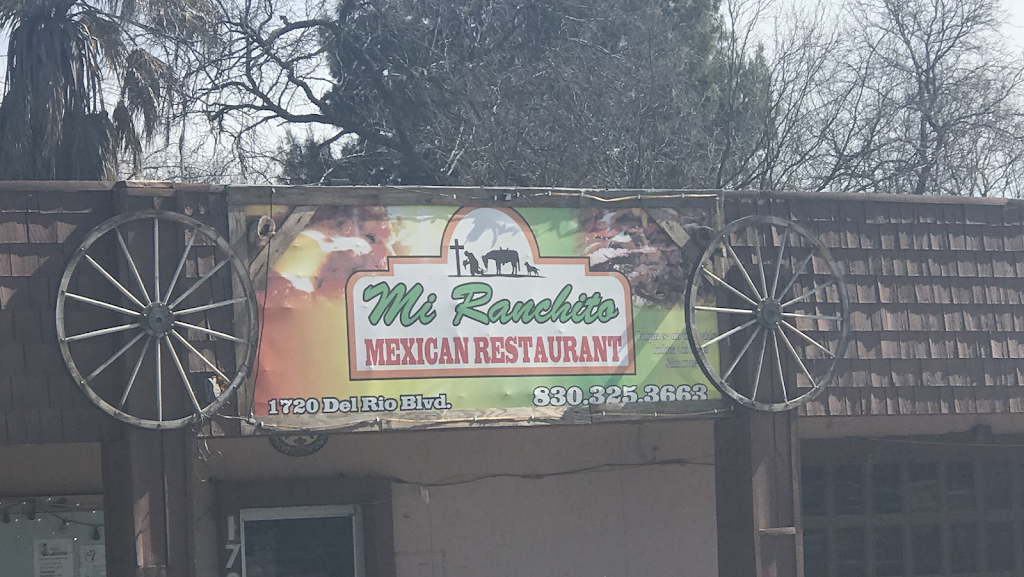 Mi Ranchito
MEXICAN RESTAURANT
1720 Del Rio Blvd.
830.325.3663